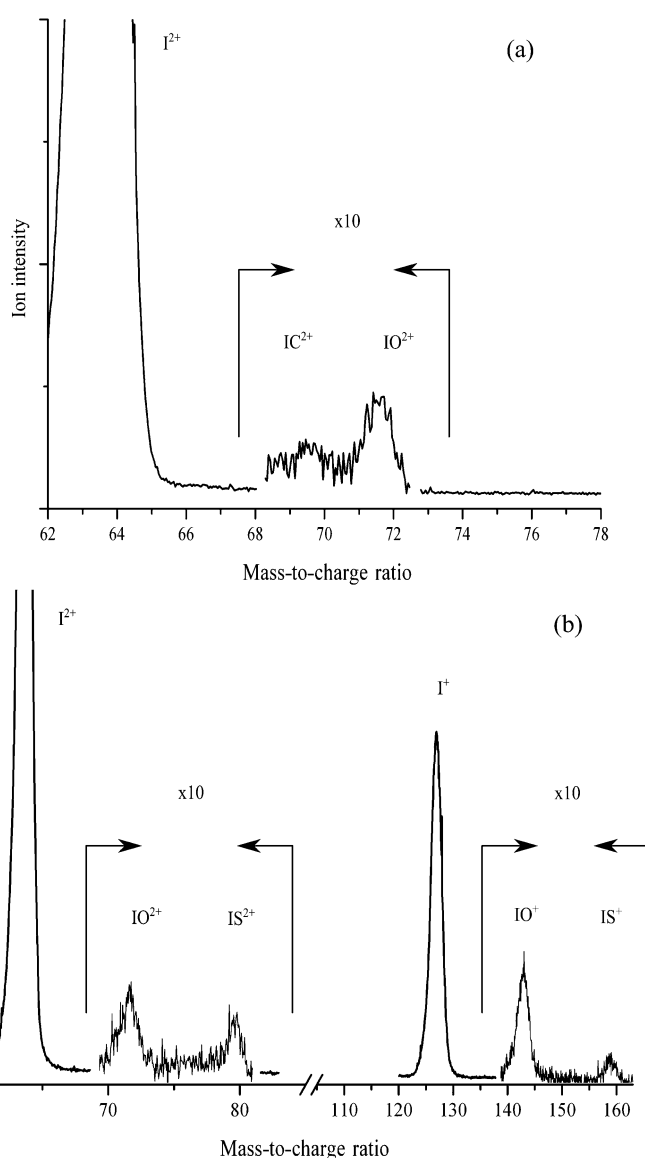 I²⁺
(a)
x10
Ion intensity
IC²⁺ IO²⁺
62 64 66 68 70 72 74 76 78
Mass-to-charge ratio
I²⁺
(b)
I⁺
x10 x10
IO²⁺ IS²⁺ IO⁺ IS⁺
70 80 110 120 130 140 150 160
Mass-to-charge ratio